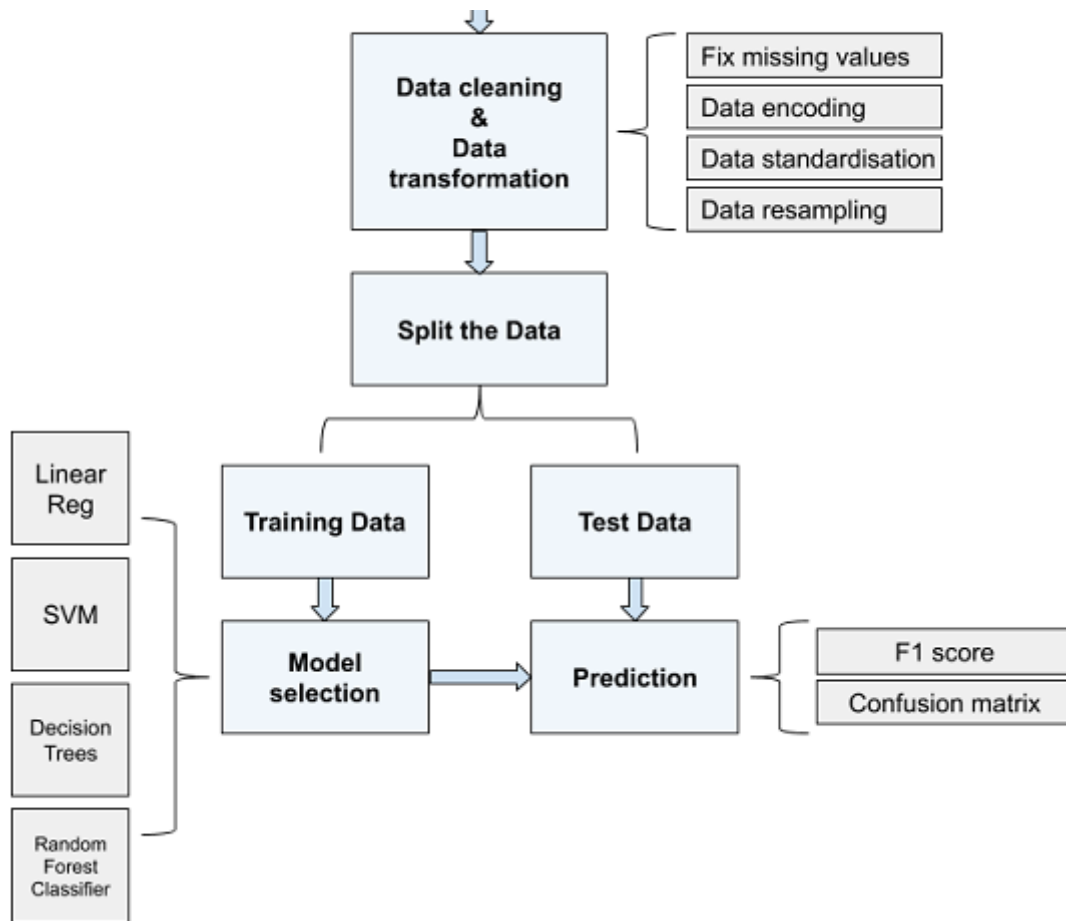 Data cleaning
&
Data
transformation
Fix missing values
Data encoding
Data standardisation
Data resampling
Split the Data
Training Data
Test Data
Linear
Reg
SVM
Decision
Trees
Random
Forest
Classifier
Model
selection
Prediction
F1 score
Confusion matrix